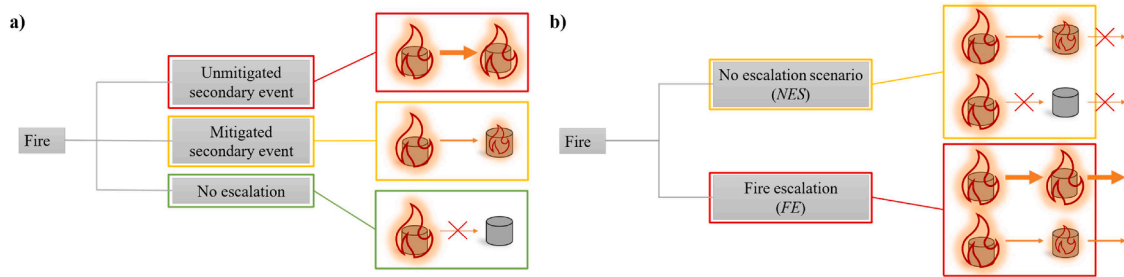 a)
Fire
Unmitigated
secondary event
Mitigated
secondary event
No escalation
b)
Fire
No escalation scenario
(NES)
Fire escalation
(FE)